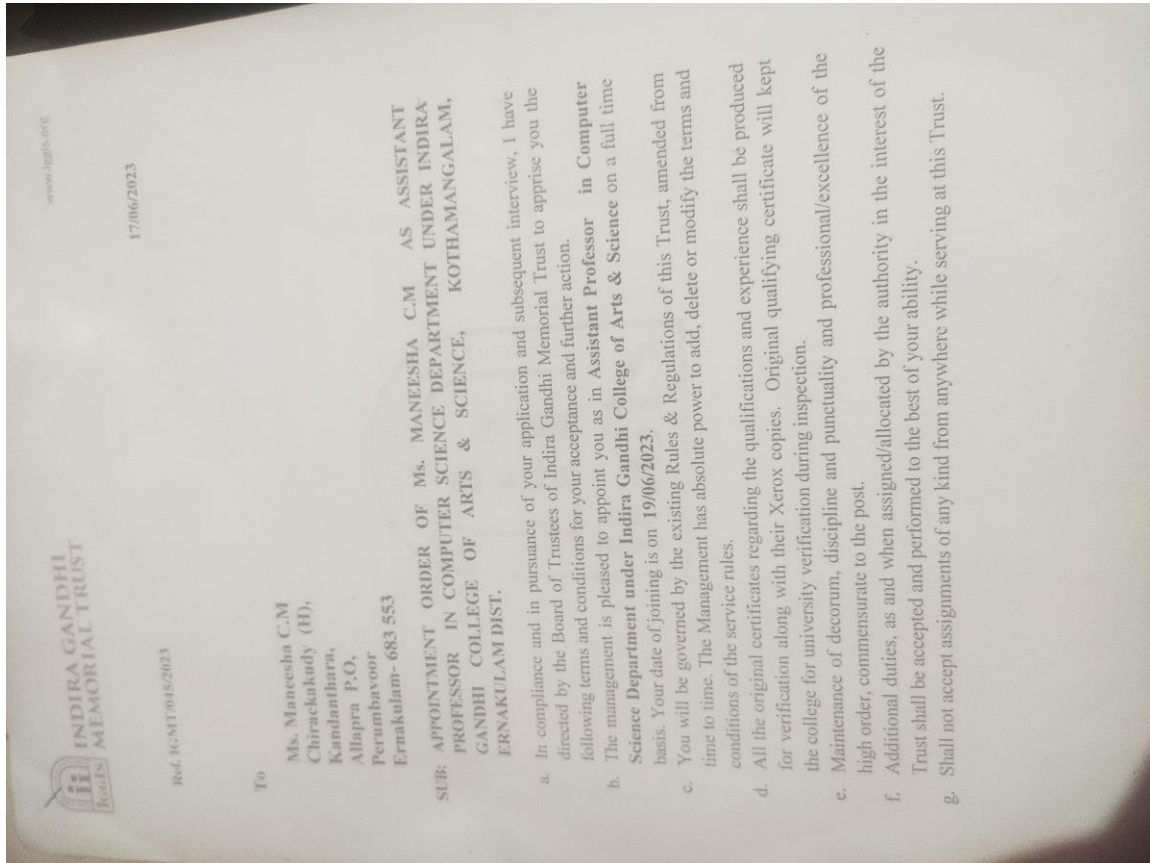 INDIRA GANDHI
MEMORIAL TRUST
IGGIS
www.iggis.org
Ref. IGMT/045/2023
17/06/2023
To
Ms. Maneesha C.M
Chirackakudy (H),
Kandanthara,
Allapra P.O,
Perumbavoor
Ernakulam- 683 553
SUB: APPOINTMENT ORDER OF Ms. MANEESHA C.M AS ASSISTANT
PROFESSOR IN COMPUTER SCIENCE DEPARTMENT UNDER INDIRA
GANDHI COLLEGE OF ARTS & SCIENCE, KOTHAMANGALAM,
ERNAKULAM DIST.
a. In compliance and in pursuance of your application and subsequent interview, I have
directed by the Board of Trustees of Indira Gandhi Memorial Trust to apprise you the
following terms and conditions for your acceptance and further action.
b. The management is pleased to appoint you as in Assistant Professor in Computer
Science Department under Indira Gandhi College of Arts & Science on a full time
basis. Your date of joining is on 19/06/2023.
c. You will be governed by the existing Rules & Regulations of this Trust, amended from
time to time. The Management has absolute power to add, delete or modify the terms and
conditions of the service rules.
d. All the original certificates regarding the qualifications and experience shall be produced
for verification along with their Xerox copies. Original qualifying certificate will kept
the college for university verification during inspection.
e. Maintenance of decorum, discipline and punctuality and professional/excellence of the
high order, commensurate to the post.
f. Additional duties, as and when assigned/allocated by the authority in the interest of the
Trust shall be accepted and performed to the best of your ability.
g. Shall not accept assignments of any kind from anywhere while serving at this Trust.